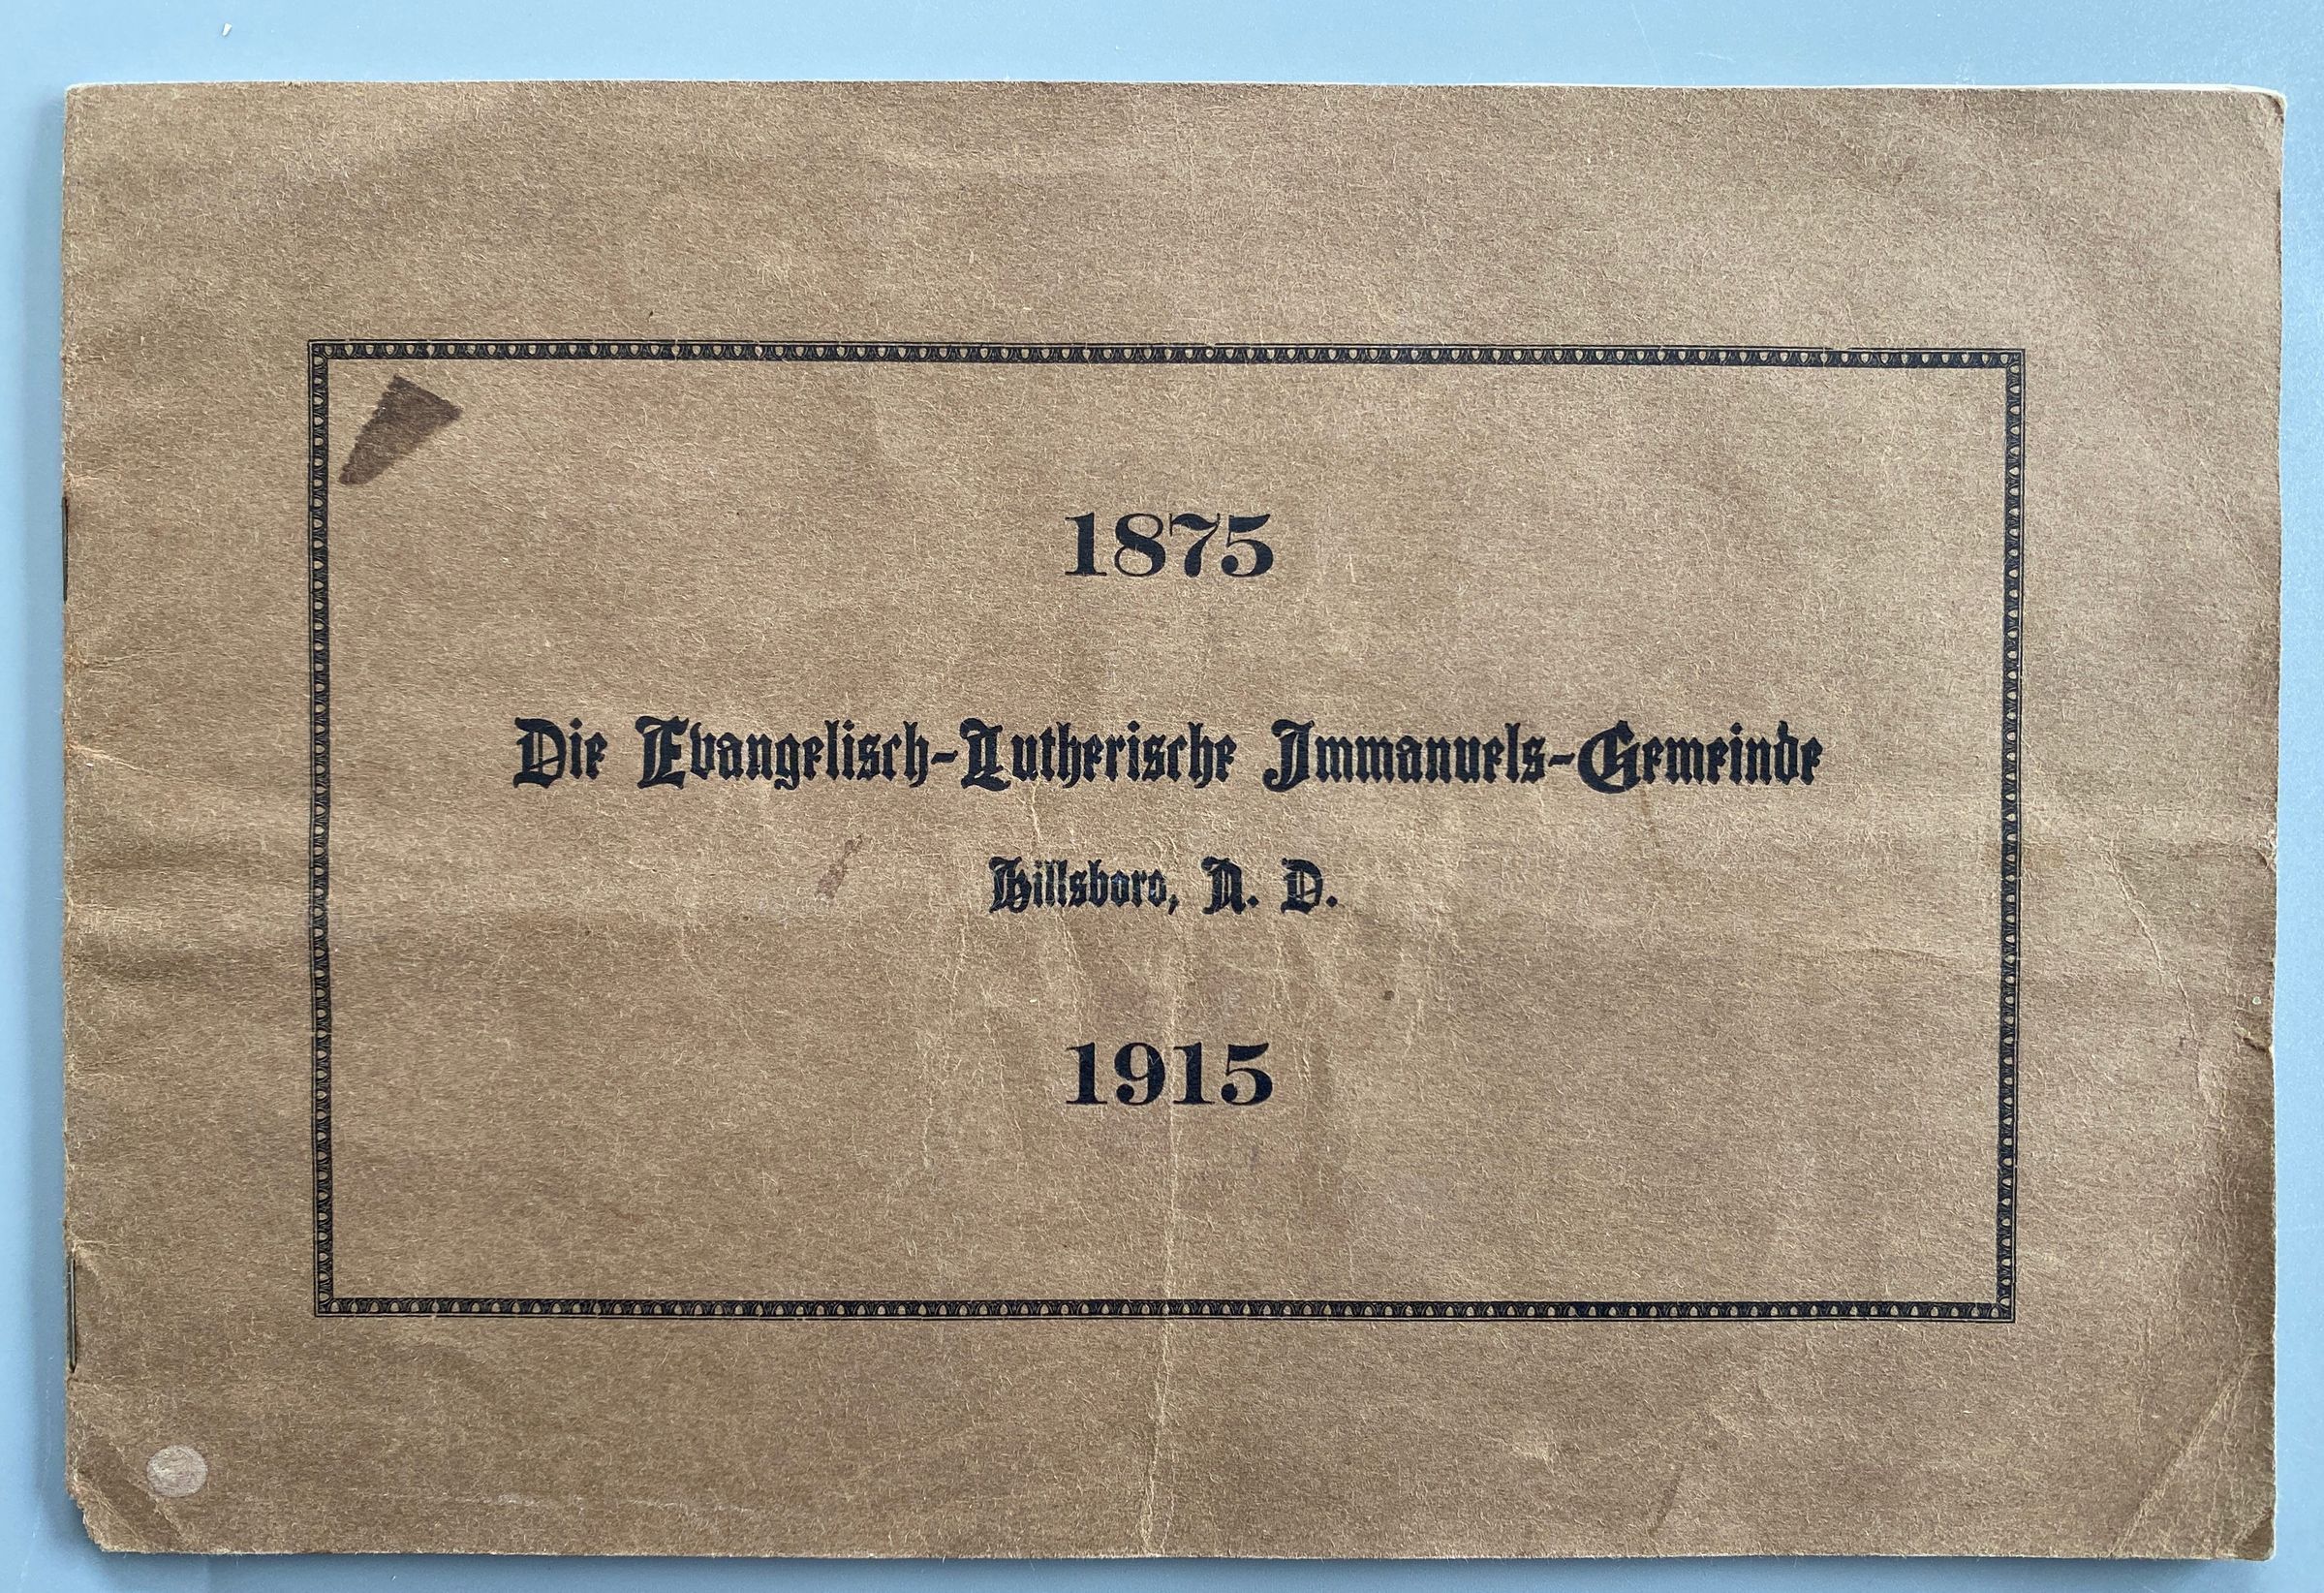 1875
Die Evangelisch-Lutherische Immanuels-Gemeinde
Hillsboro, N. D.
1915